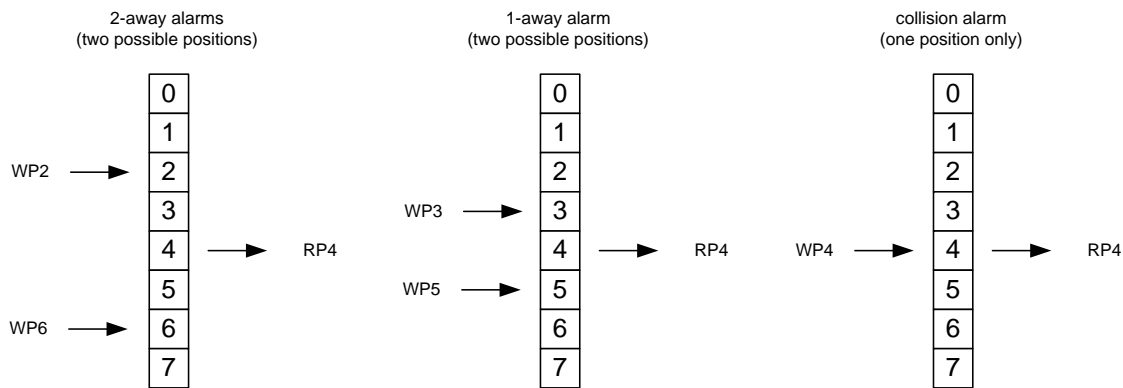 2-away alarms
(two possible positions)
1-away alarm
(two possible positions)
collision alarm
(one position only)
0
1
WP2
2
3
4
RP4
5
WP6
6
7
0
1
2
WP3
3
4
RP4
WP5
5
6
7
0
1
2
3
WP4
4
RP4
5
6
7